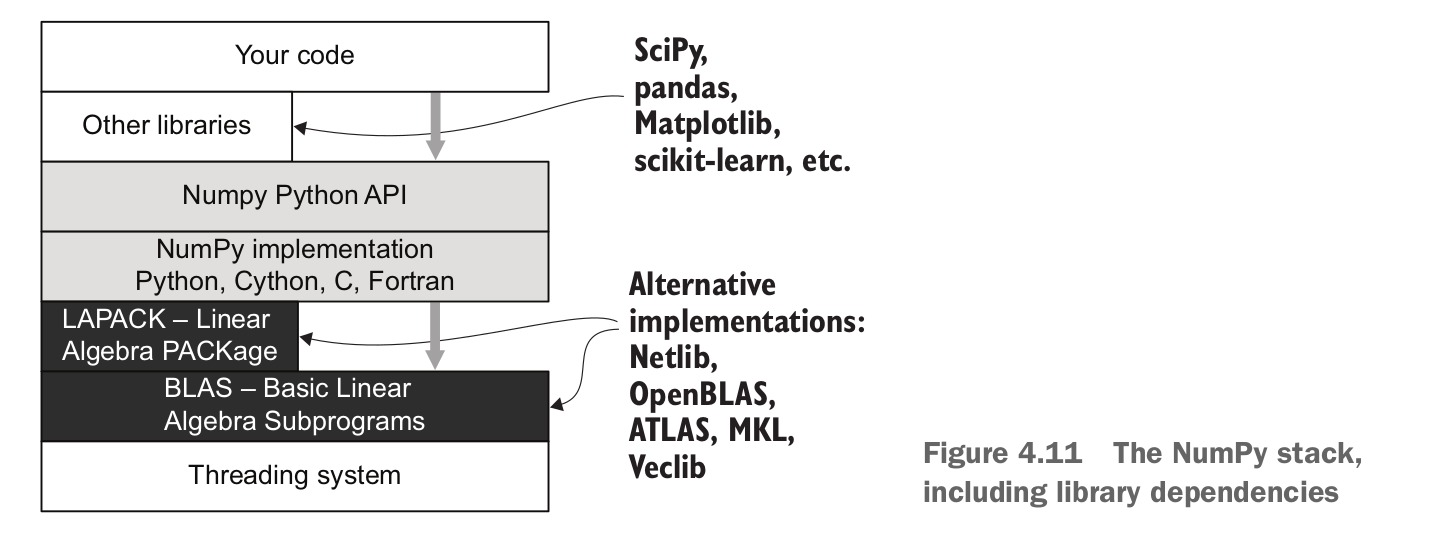 Your code
Other libraries
Numpy Python API
NumPy implementation
Python, Cython, C, Fortran
LAPACK – Linear
Algebra PACKage
BLAS – Basic Linear
Algebra Subprograms
Threading system
SciPy,
pandas,
Matplotlib,
scikit-learn, etc.
Alternative
implementations:
Netlib,
OpenBLAS,
ATLAS, MKL,
Veclib
Figure 4.11 The NumPy stack,
including library dependencies